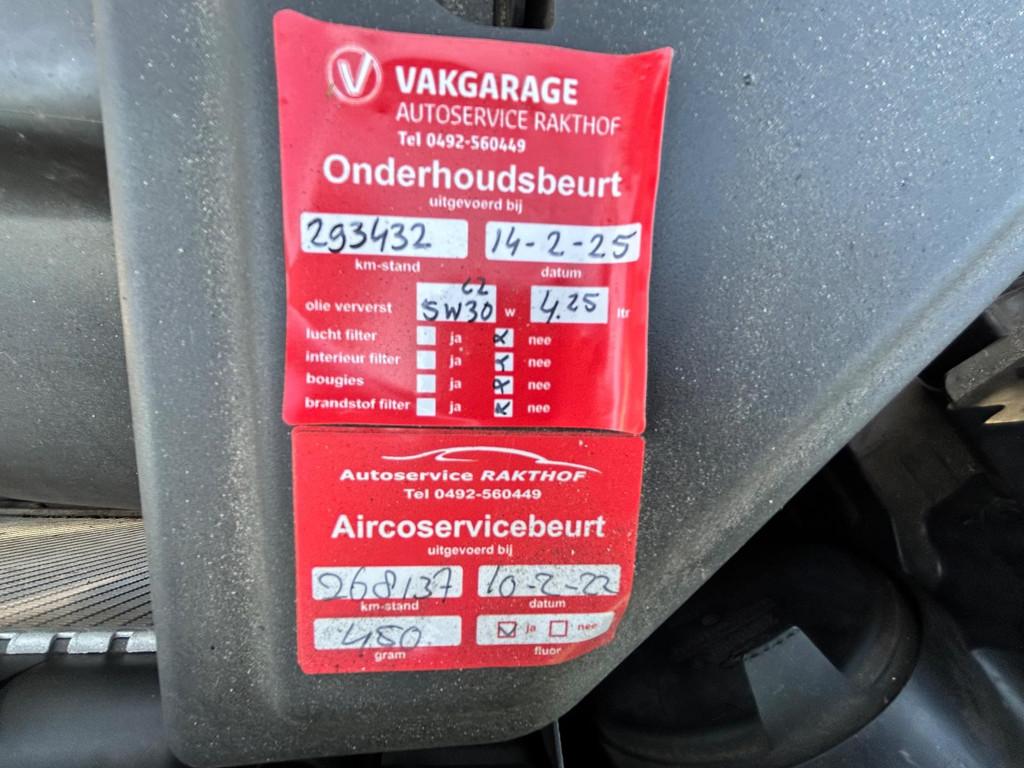 V VAKGARAGE
AUTOSERVICE RAKTHOF
Tel 0492-560449
Onderhoudsbeurt
uitgevoerd bij
293432 14-2-25
km-stand datum
C2
olie ververst 5W30 w 4.25 ltr
lucht filter ja nee
interieur filter ja nee
bougies ja nee
brandstof filter ja nee
Autoservice RAKTHOF
Tel 0492-560449
Aircoservicebeurt
uitgevoerd bij
268137 10-2-22
km-stand datum
480 ja nee
gram fluor